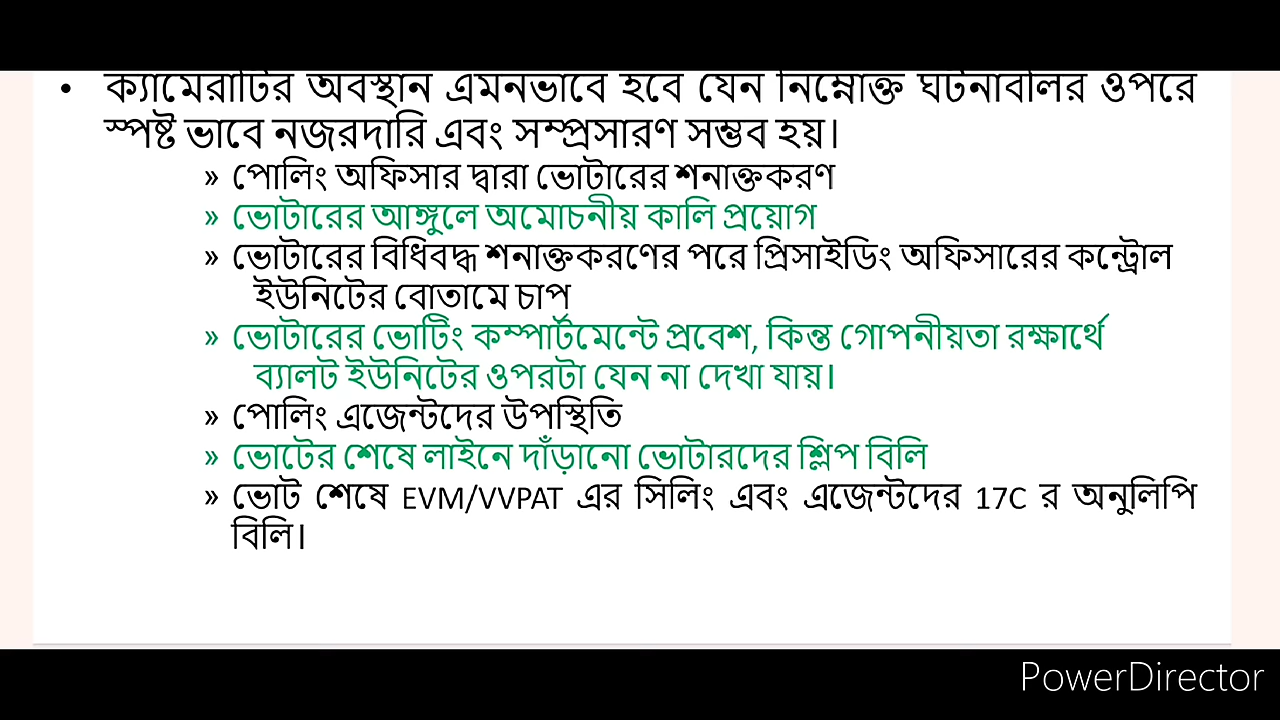 • ক্যামেরাটির অবস্থান এমনভাবে হবে যেন নিম্নোক্ত ঘটনাবলির ওপরে
স্পষ্ট ভাবে নজরদারি এবং সম্প্রসারণ সম্ভব হয়।
» পোলিং অফিসার দ্বারা ভোটারের শনাক্তকরণ
» ভোটারের আঙ্গুলে অমোচনীয় কালি প্রয়োগ
» ভোটারের বিধিবদ্ধ শনাক্তকরণের পরে প্রিসাইডিং অফিসারের কন্ট্রোল
ইউনিটের বোতামে চাপ
» ভোটারের ভোটিং কম্পার্টমেন্টে প্রবেশ, কিন্ত গোপনীয়তা রক্ষার্থে
ব্যালট ইউনিটের ওপরটা যেন না দেখা যায়।
» পোলিং এজেন্টদের উপস্থিতি
» ভোটের শেষে লাইনে দাঁড়ানো ভোটারদের স্লিপ বিলি
» ভোট শেষে EVM/VVPAT এর সিলিং এবং এজেন্টদের 17C র অনুলিপি
বিলি।
PowerDirector